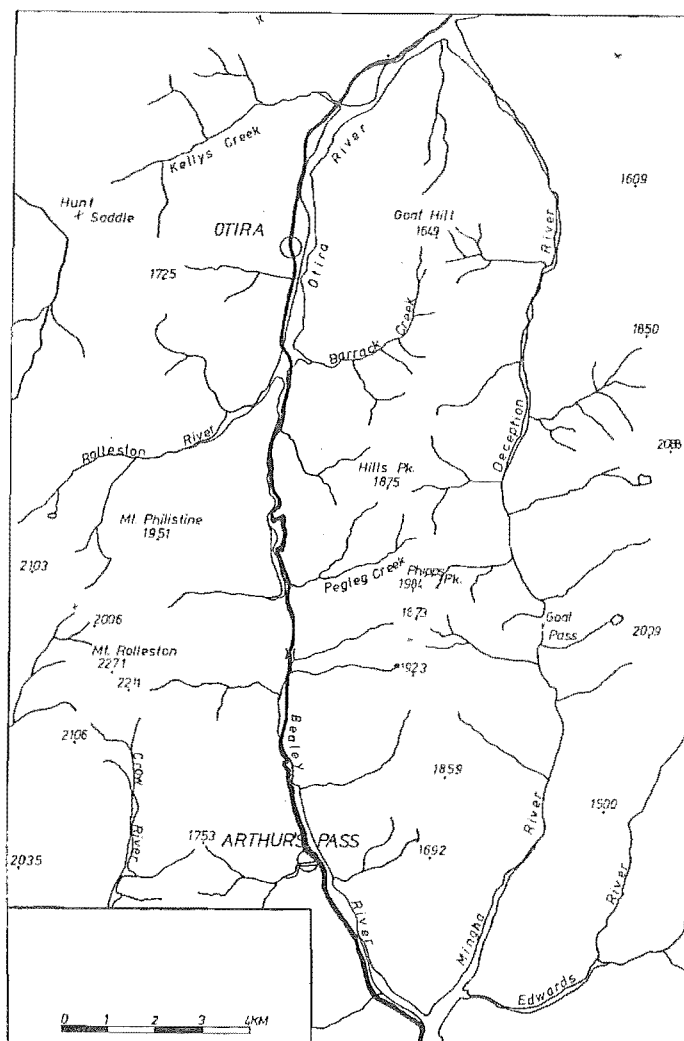 Kellys Creek
River
Hunt
Saddle
1609
OTIRA
Goat Hill
1649
River
Otira
1725
Barrack Creek
1850
Deception
Rolleston River
Hills Pk.
1875
2088
Mt. Philistine
1951
2103
Pegleg Creek
Phipps
Pk.
1904
2006
1873
Goat
Pass
2009
Mt. Rolleston
2271
2211
1923
2106
Crow River
Bealey
1859
1500
1753
ARTHUR'S PASS
1692
2035
River
Mingha River
River
Edwards
0 1 2 3 4KM